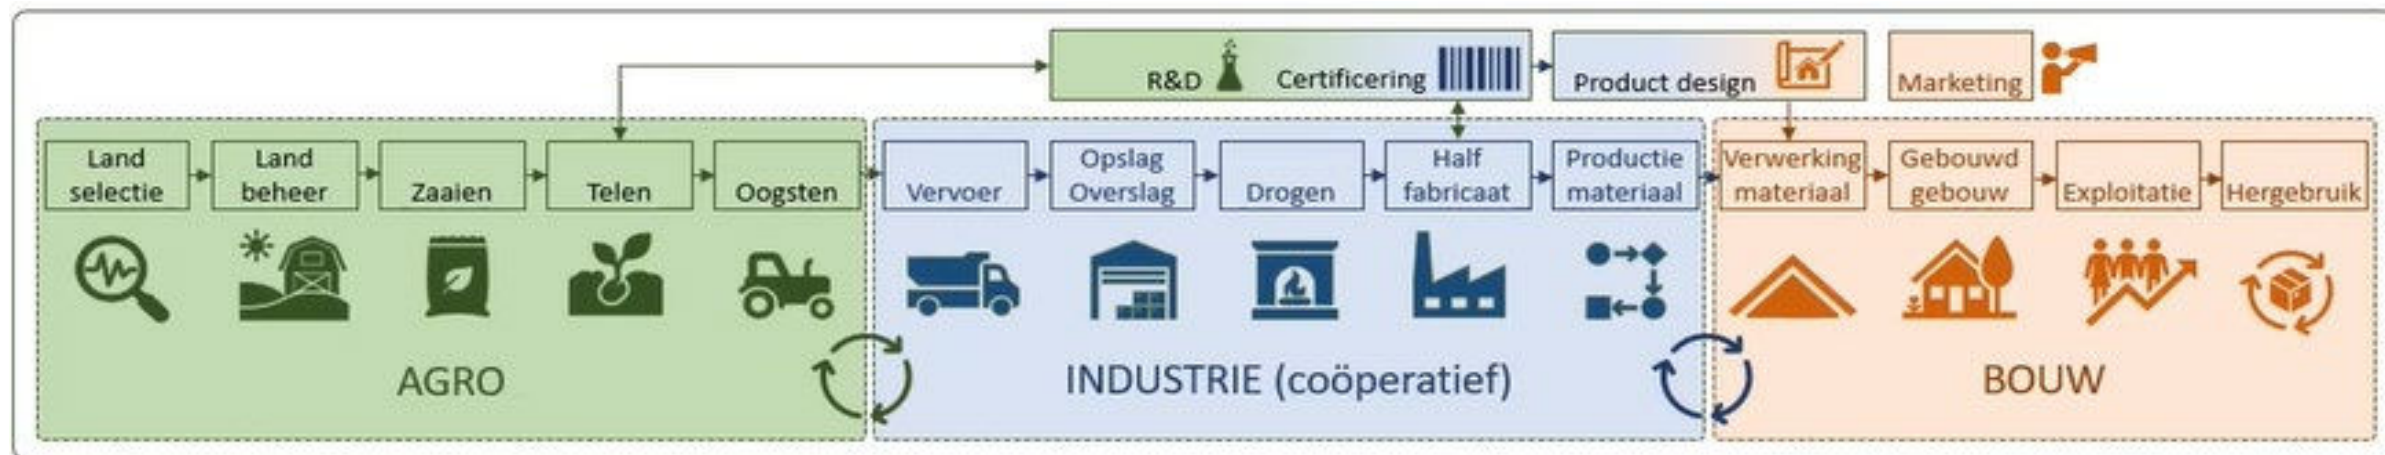 R&D
Certificering
Product design
Marketing
Land
selectie
Land
beheer
Zaaien
Telen
Oogsten
Vervoer
Opslag
Overslag
Drogen
Half
fabricaat
Productie
materiaal
Verwerking
materiaal
Gebouwd
gebouw
Exploitatie
Hergebruik
AGRO
INDUSTRIE (coöperatief)
BOUW